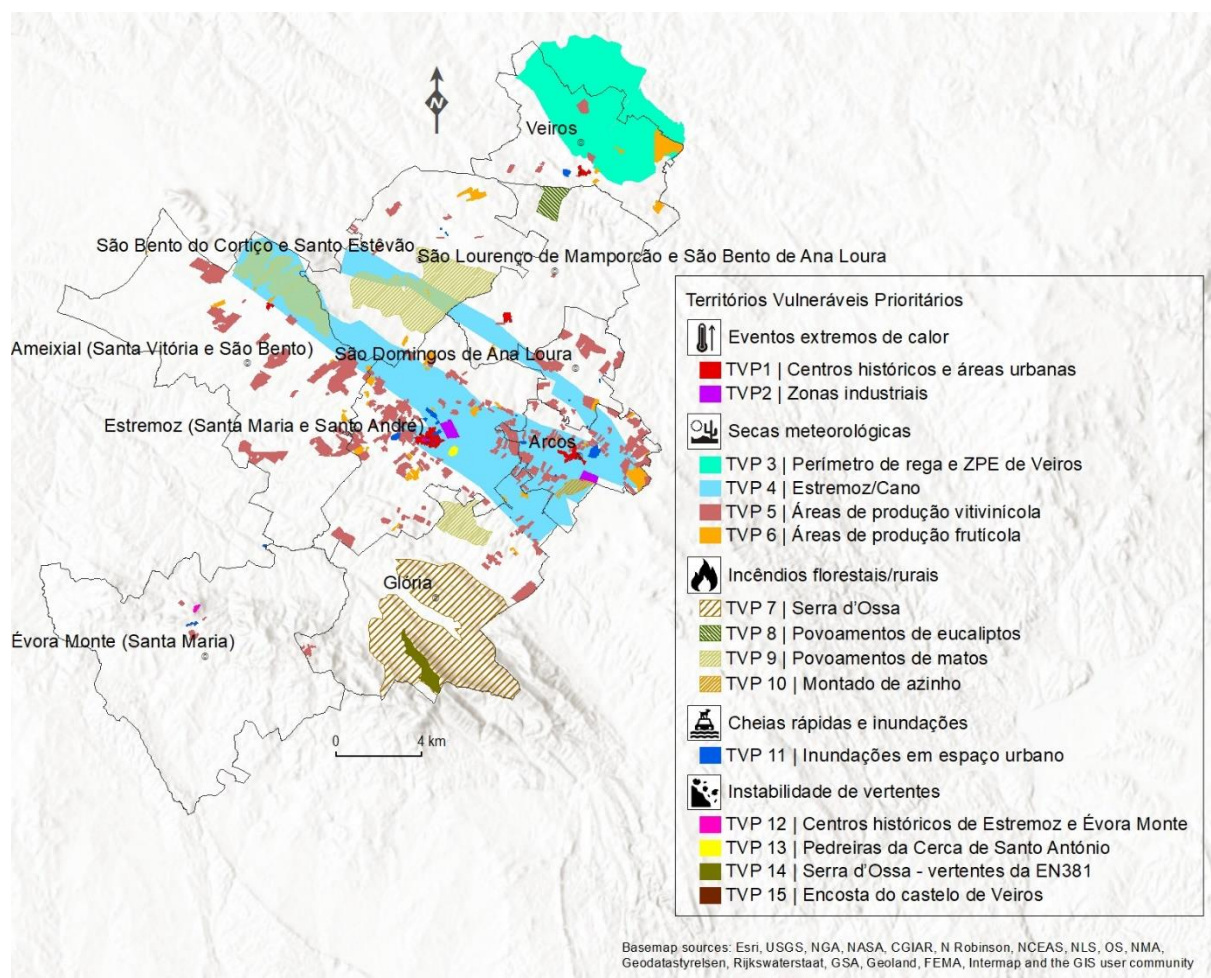 N
Veiros
São Bento do Cortiço e Santo Estêvão
São Lourenço de Mamporcão e São Bento de Ana Loura
Ameixial (Santa Vitória e São Bento)
São Domingos de Ana Loura
Estremoz (Santa Maria e Santo André)
Arcos
Glória
Évora Monte (Santa Maria)
0 4 km
Territórios Vulneráveis Prioritários
Eventos extremos de calor
TVP1 | Centros históricos e áreas urbanas
TVP2 | Zonas industriais
Secas meteorológicas
TVP 3 | Perímetro de rega e ZPE de Veiros
TVP 4 | Estremoz/Cano
TVP 5 | Áreas de produção vitivinícola
TVP 6 | Áreas de produção frutícola
Incêndios florestais/rurais
TVP 7 | Serra d'Ossa
TVP 8 | Povoamentos de eucaliptos
TVP 9 | Povoamentos de matos
TVP 10 | Montado de azinho
Cheias rápidas e inundações
TVP 11 | Inundações em espaço urbano
Instabilidade de vertentes
TVP 12 | Centros históricos de Estremoz e Évora Monte
TVP 13 | Pedreiras da Cerca de Santo António
TVP 14 | Serra d'Ossa - vertentes da EN381
TVP 15 | Encosta do castelo de Veiros
Basemap sources: Esri, USGS, NGA, NASA, CGIAR, N Robinson, NCEAS, NLS, OS, NMA,
Geodatastyrelsen, Rijkswaterstaat, GSA, Geoland, FEMA, Intermap and the GIS user community